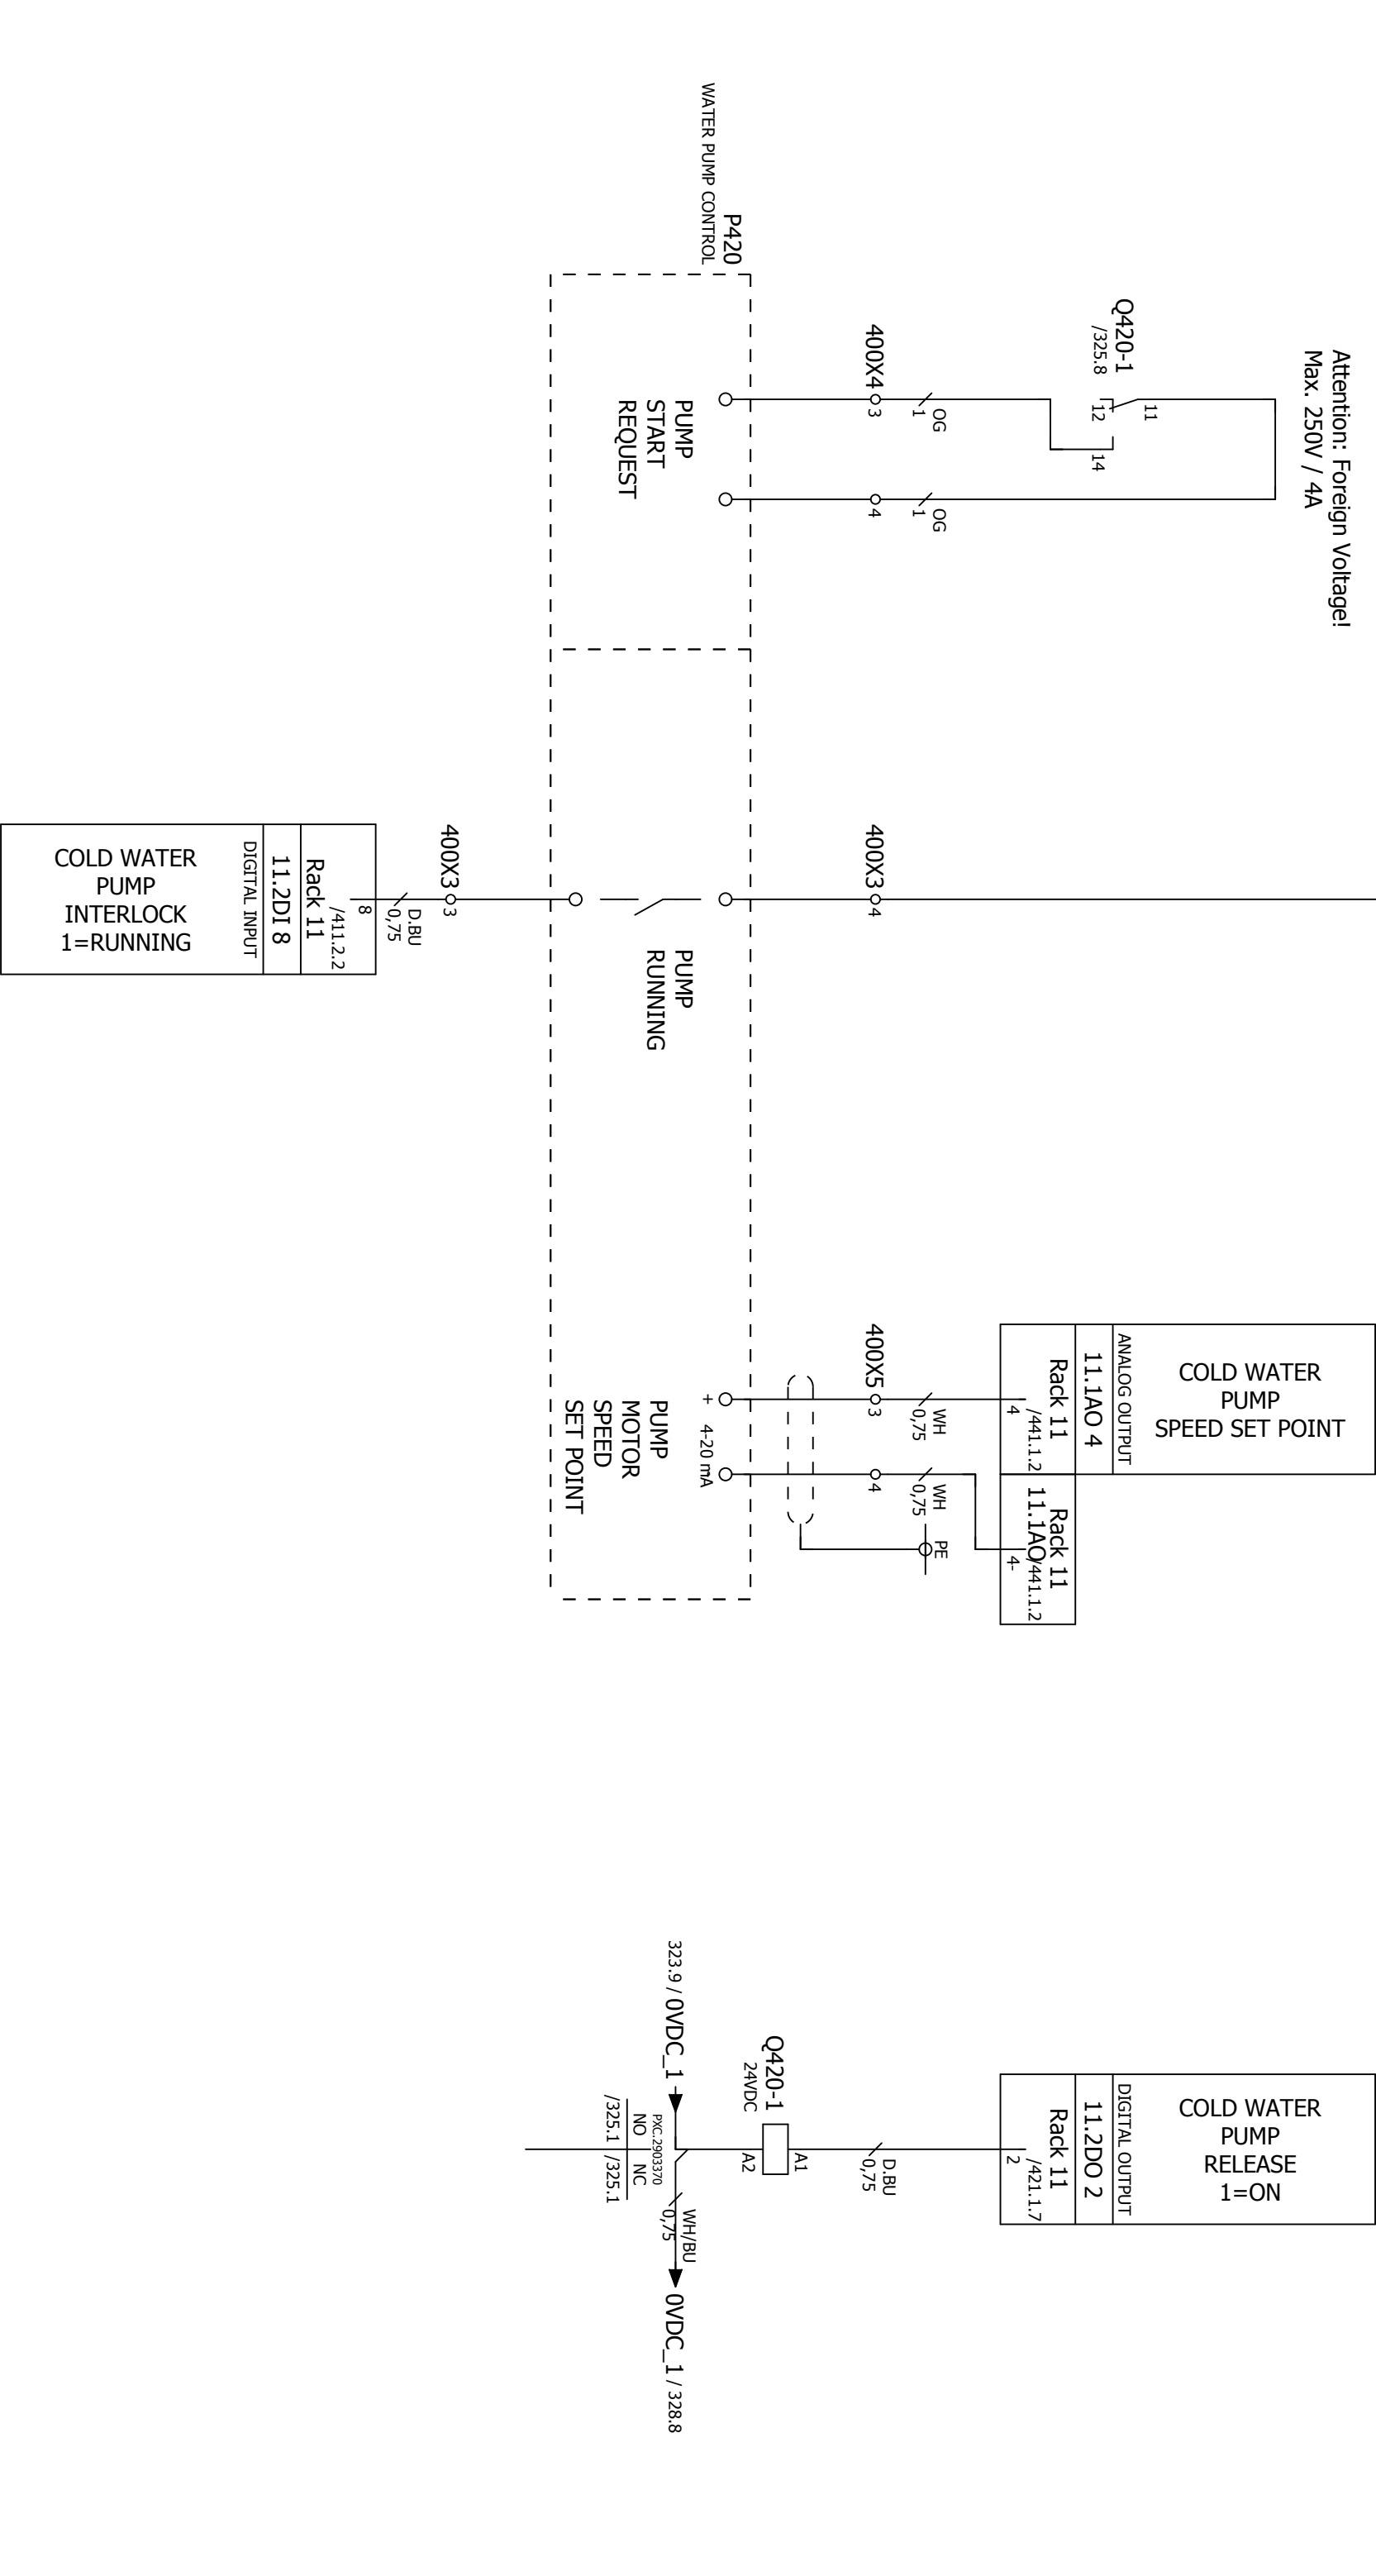 Attention: Foreign Voltage!
Max. 250V / 4A
Q420-1
/325.8
11
12
14
OG
1
OG
1
400X4
3
4
P420
WATER PUMP CONTROL
PUMP
START
REQUEST
400X3
4
PUMP
RUNNING
400X3
3
D.BU
0,75
8
/411.2.2
Rack 11
11.2DI 8
DIGITAL INPUT
COLD WATER
PUMP
INTERLOCK
1=RUNNING
COLD WATER
PUMP
SPEED SET POINT
ANALOG OUTPUT
11.1AO 4
Rack 11
/441.1.2
4
Rack 11
11.1AO
/441.1.2
4-
WH
0,75
WH
0,75
PE
400X5
3
4
+
4-20 mA
PUMP
MOTOR
SPEED
SET POINT
COLD WATER
PUMP
RELEASE
1=ON
DIGITAL OUTPUT
11.2DO 2
Rack 11
/421.1.7
2
D.BU
0,75
Q420-1
24VDC
A1
A2
323.9 / 0VDC_1
WH/BU
0,75
0VDC_1 / 328.8
PXC.2903370
NO NC
/325.1 /325.1